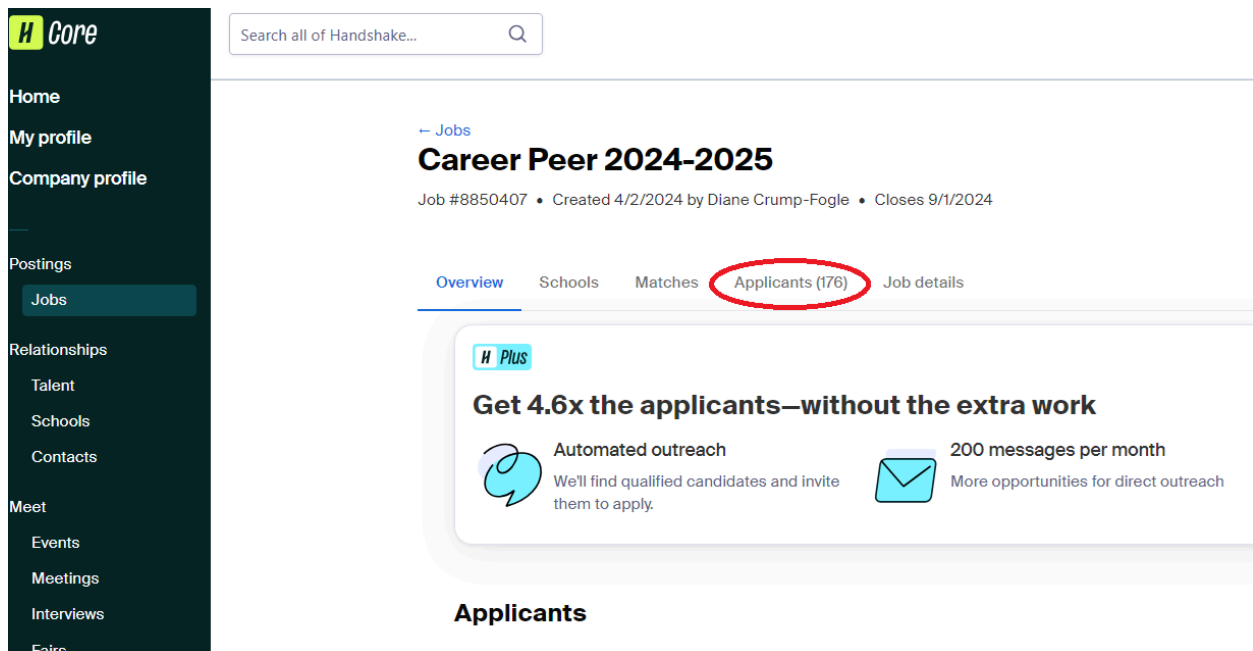 H Core
Search all of Handshake...
Home
My profile
Company profile
Postings
Jobs
Relationships
Talent
Schools
Contacts
Meet
Events
Meetings
Interviews
Fairs
← Jobs
Career Peer 2024-2025
Job #8850407 • Created 4/2/2024 by Diane Crump-Fogle • Closes 9/1/2024
Overview Schools Matches Applicants (176) Job details
H Plus
Get 4.6x the applicants—without the extra work
Automated outreach
We'll find qualified candidates and invite
them to apply.
200 messages per month
More opportunities for direct outreach
Applicants